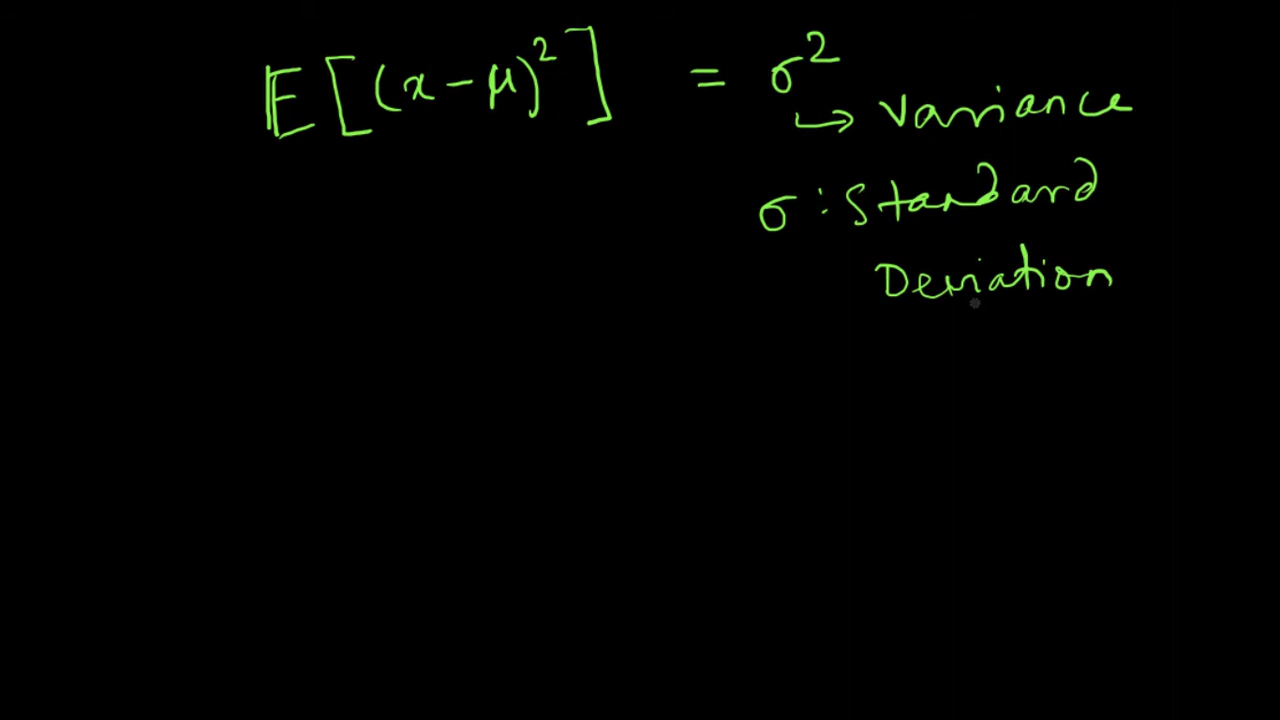 𝔼[(x-μ)²] = σ²
↳ Variance
σ : Standard
Deviation